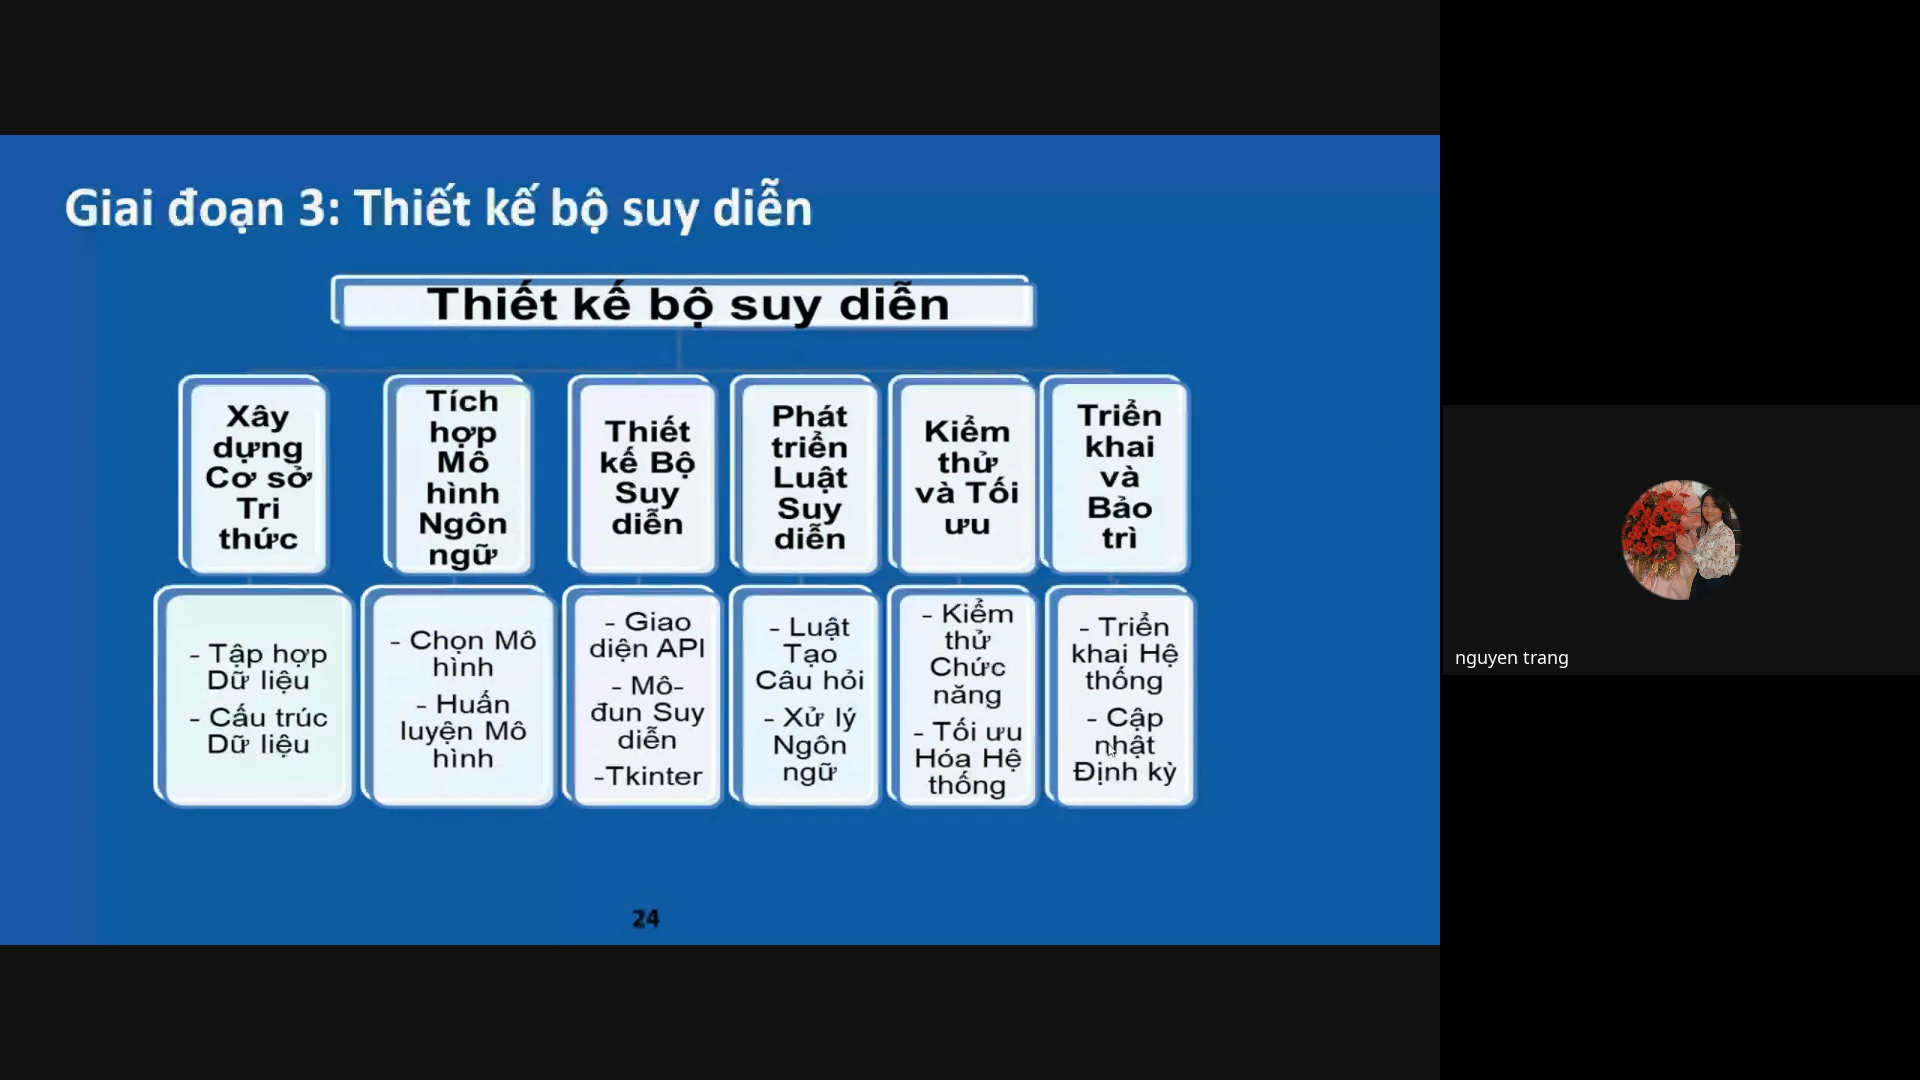 Giai đoạn 3: Thiết kế bộ suy diễn
Thiết kế bộ suy diễn
Xây
dựng
Cơ sở
Tri
thức
Tích
hợp
Mô
hình
Ngôn
ngữ
Thiết
kế Bộ
Suy
diễn
Phát
triển
Luật
Suy
diễn
Kiểm
thử
và Tối
ưu
Triển
khai
và
Bảo
trì
- Tập hợp
Dữ liệu
- Cấu trúc
Dữ liệu
- Chọn Mô
hình
- Huấn
luyện Mô
hình
- Giao
diện API
- Mô-
đun Suy
diễn
-Tkinter
- Luật
Tạo
Câu hỏi
- Xử lý
Ngôn
ngữ
- Kiểm
thử
Chức
năng
- Tối ưu
Hóa Hệ
thống
- Triển
khai Hệ
thống
- Cập
nhật
Định kỳ
24
nguyen trang